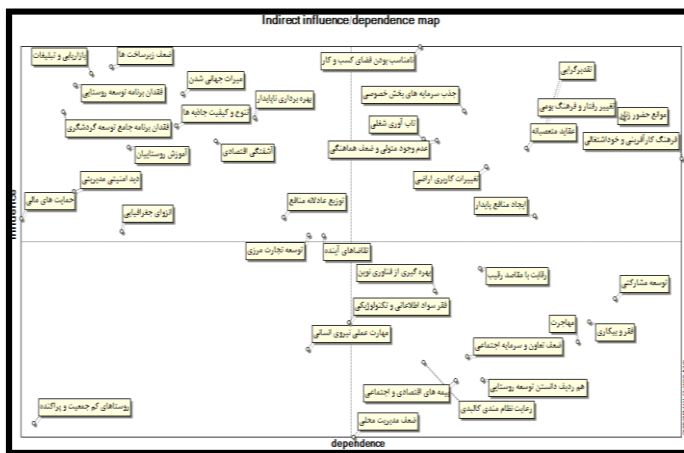 Indirect influence/dependence map
نامناسب بودن فضای کسب و کار
ضعف زیرساخت ها
بازاریابی و تبلیغات
میراث جهانی شدن
تقدیرگرایی
فقدان برنامه توسعه روستایی
بهره برداری ناپایدار
جذب سرمایه های بخش خصوصی
تغییر رفتار و فرهنگ بومی
تنوع و کیفیت جاذبه ها
موانع حضور زنان
فقدان برنامه جامع توسعه گردشگری
تاب آوری شغلی
عقاید متعصبانه
فرهنگ کارآفرینی و خوداشتغالی
آشفتگی اقتصادی
عدم وجود متولی و ضعف هماهنگی
آموزش روستاییان
تغییرات کاربری اراضی
دید امنیتی مدیریتی
حمایت های مالی
توزیع عادلانه منافع
ایجاد منافع پایدار
انزوای جغرافیایی
influence
توسعه تجارت مرزی
تقاضاهای آینده
بهره گیری از فناوری نوین
رقابت با مقاصد رقیب
توسعه مشارکتی
فقر سواد اطلاعاتی و تکنولوژیکی
مهاجرت
فقر و بیکاری
مهارت عملی نیروی انسانی
ضعف تعاون و سرمایه اجتماعی
بیمه های اقتصادی و اجتماعی
هم ردیف دانستن توسعه روستایی
روستاهای کم جمعیت و پراکنده
رعایت نظام مندی کالبدی
ضعف مدیریت محلی
dependence